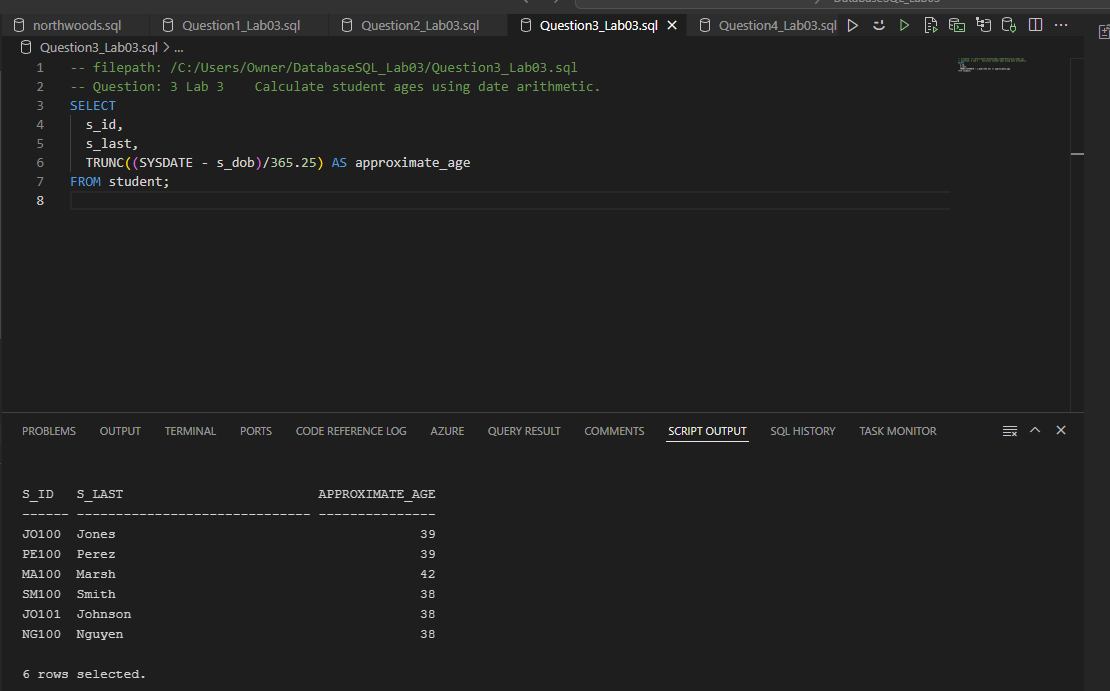 northwoods.sql Question1_Lab03.sql Question2_Lab03.sql Question3_Lab03.sql Question4_Lab03.sql
Question3_Lab03.sql > ...
1 -- filepath: /C:/Users/Owner/DatabaseSQL_Lab03/Question3_Lab03.sql
2 -- Question: 3 Lab 3    Calculate student ages using date arithmetic.
3 SELECT
4   s_id,
5   s_last,
6   TRUNC((SYSDATE - s_dob)/365.25) AS approximate_age
7 FROM student;
8
PROBLEMS OUTPUT TERMINAL PORTS CODE REFERENCE LOG AZURE QUERY RESULT COMMENTS SCRIPT OUTPUT SQL HISTORY TASK MONITOR
S_ID   S_LAST                         APPROXIMATE_AGE
------ ------------------------------ ---------------
JO100  Jones                                       39
PE100  Perez                                       39
MA100  Marsh                                       42
SM100  Smith                                       38
JO101  Johnson                                     38
NG100  Nguyen                                      38
6 rows selected.